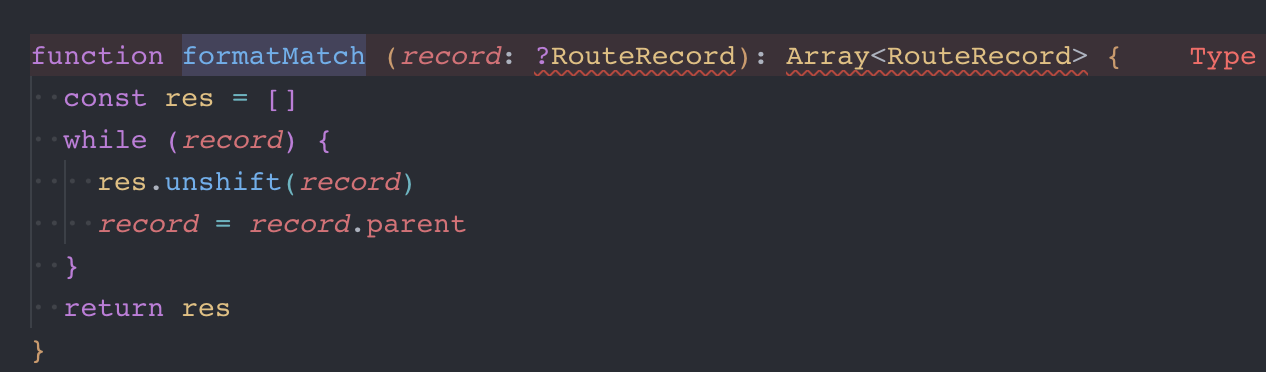 function formatMatch (record: ?RouteRecord): Array<RouteRecord> {     Type
  const res = []
  while (record) {
    res.unshift(record)
    record = record.parent
  }
  return res
}